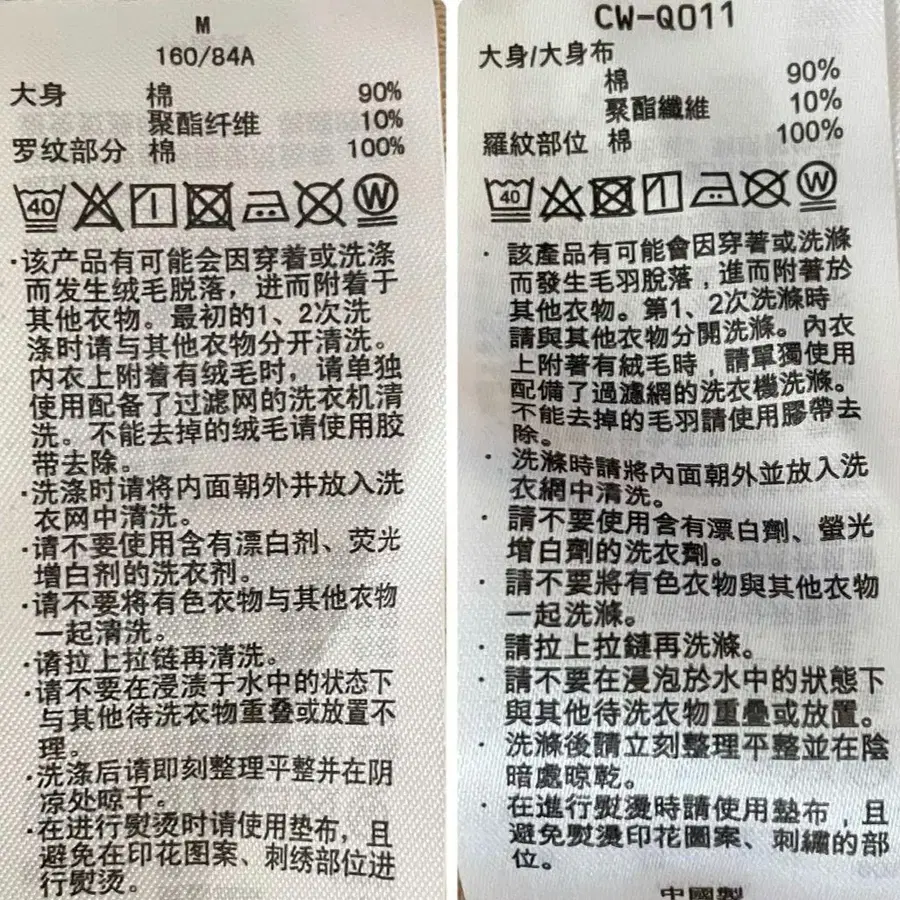 M
160/84A
大身 棉 90%
聚酯纤维 10%
罗纹部分 棉 100%
40
W
·该产品有可能会因穿着或洗涤
而发生绒毛脱落，进而附着于
其他衣物。最初的1、2次洗
涤时请与其他衣物分开清洗。
内衣上附着有绒毛时，请单独
使用配备了过滤网的洗衣机清
洗。不能去掉的绒毛请使用胶
带去除。
·洗涤时请将内面朝外并放入洗
衣网中清洗。
·请不要使用含有漂白剂、荧光
增白剂的洗衣剂。
·请不要将有色衣物与其他衣物
一起清洗。
·请拉上拉链再清洗。
·请不要在浸渍于水中的状态下
与其他待洗衣物重叠或放置不
理。
·洗涤后请即刻整理平整并在阴
凉处晾干。
·在进行熨烫时请使用垫布，且
避免在印花图案、刺绣部位进
行熨烫。
CW-Q011
大身/大身布
棉 90%
聚酯纖維 10%
羅紋部位 棉 100%
40
W
·該產品有可能會因穿著或洗滌
而發生毛羽脫落，進而附著於
其他衣物。第1、2次洗滌時
請與其他衣物分開洗滌。內衣
上附著有絨毛時，請單獨使用
配備了過濾網的洗衣機洗滌。
不能去掉的毛羽請使用膠帶去
除。
·洗滌時請將內面朝外並放入洗
衣網中清洗。
·請不要使用含有漂白劑、螢光
增白劑的洗衣劑。
·請不要將有色衣物與其他衣物
一起洗滌。
·請拉上拉鏈再洗滌。
·請不要在浸泡於水中的狀態下
與其他待洗衣物重疊或放置。
·洗滌後請立刻整理平整並在陰
暗處晾乾。
·在進行熨燙時請使用墊布，且
避免熨燙印花圖案、刺繡的部
位。
中國製